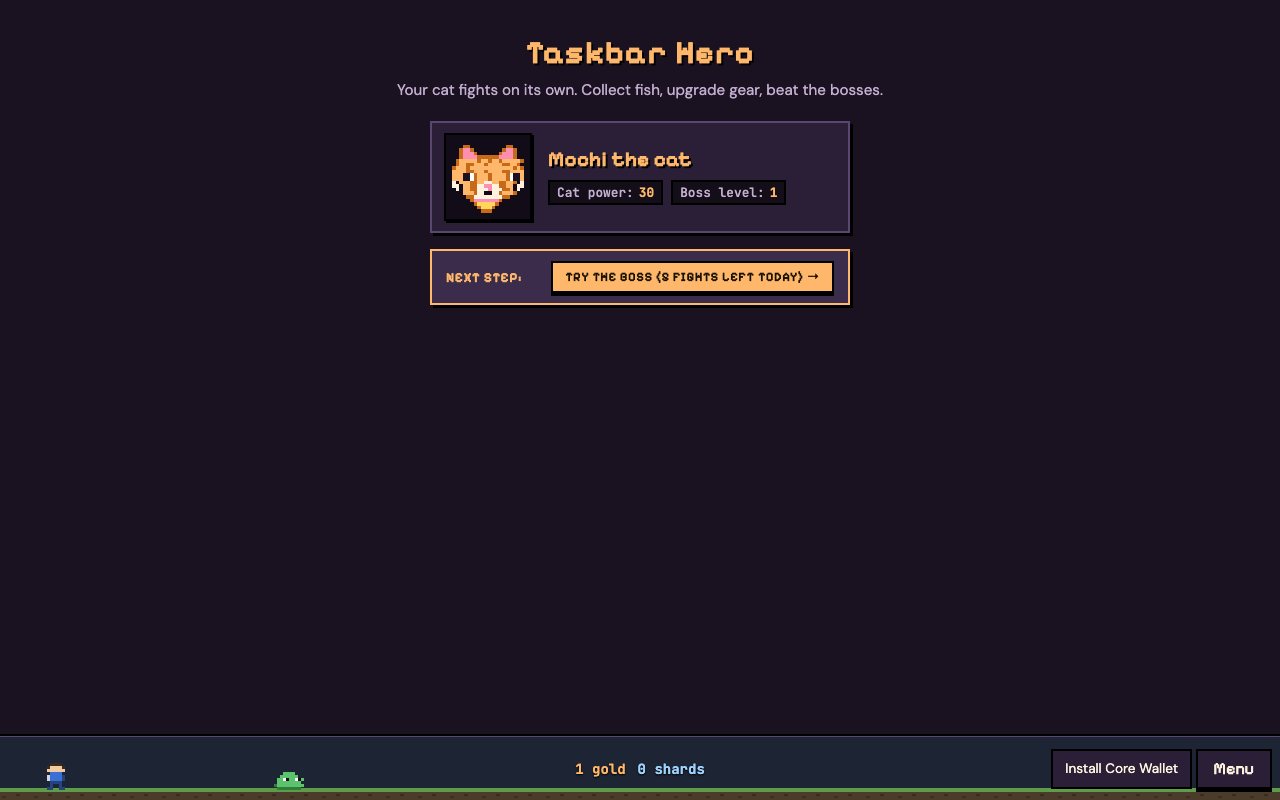 Taskbar Hero
Your cat fights on its own. Collect fish, upgrade gear, beat the bosses.
Mochi the cat
Cat power: 30
Boss level: 1
NEXT STEP:
TRY THE BOSS (5 FIGHTS LEFT TODAY) →
1 gold 0 shards
Install Core Wallet
Menu